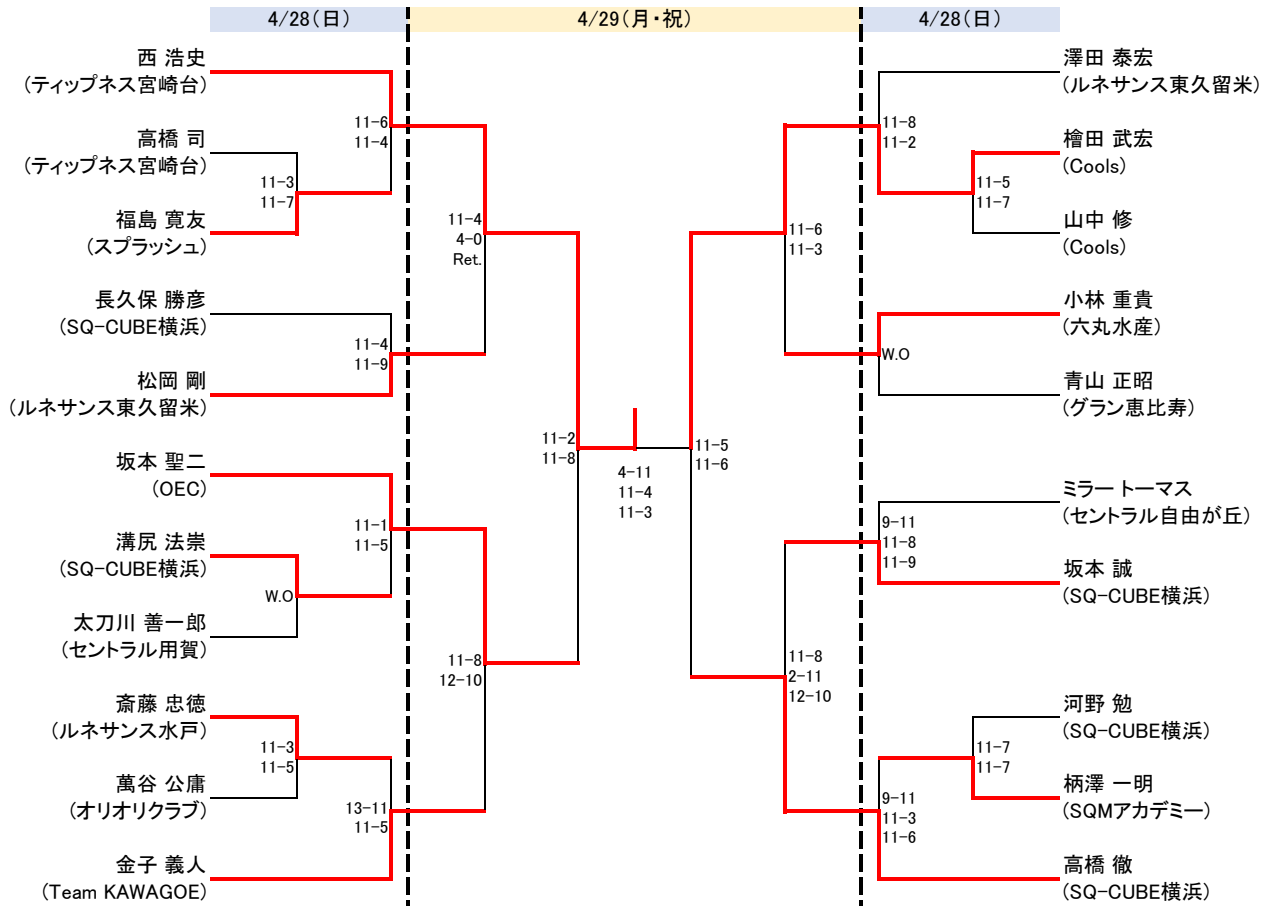 4/28(日)
4/29(月・祝)
4/28(日)
西 浩史
(ティップネス宮崎台)
高橋 司
(ティップネス宮崎台)
福島 寛友
(スプラッシュ)
長久保 勝彦
(SQ-CUBE横浜)
松岡 剛
(ルネサンス東久留米)
坂本 聖二
(OEC)
溝尻 法崇
(SQ-CUBE横浜)
太刀川 善一郎
(セントラル用賀)
斎藤 忠徳
(ルネサンス水戸)
萬谷 公庸
(オリオリクラブ)
金子 義人
(Team KAWAGOE)
11-3
11-7
W.O
11-3
11-5
11-6
11-4
11-4
11-9
11-1
11-5
13-11
11-5
11-4
4-0
Ret.
11-8
12-10
11-2
11-8
4-11
11-4
11-3
11-5
11-6
11-6
11-3
11-8
2-11
12-10
11-8
11-2
W.O
9-11
11-8
11-9
9-11
11-3
11-6
11-5
11-7
11-7
11-7
澤田 泰宏
(ルネサンス東久留米)
檜田 武宏
(Cools)
山中 修
(Cools)
小林 重貴
(六丸水産)
青山 正昭
(グラン恵比寿)
ミラー トーマス
(セントラル自由が丘)
坂本 誠
(SQ-CUBE横浜)
河野 勉
(SQ-CUBE横浜)
柄澤 一明
(SQMアカデミー)
高橋 徹
(SQ-CUBE横浜)